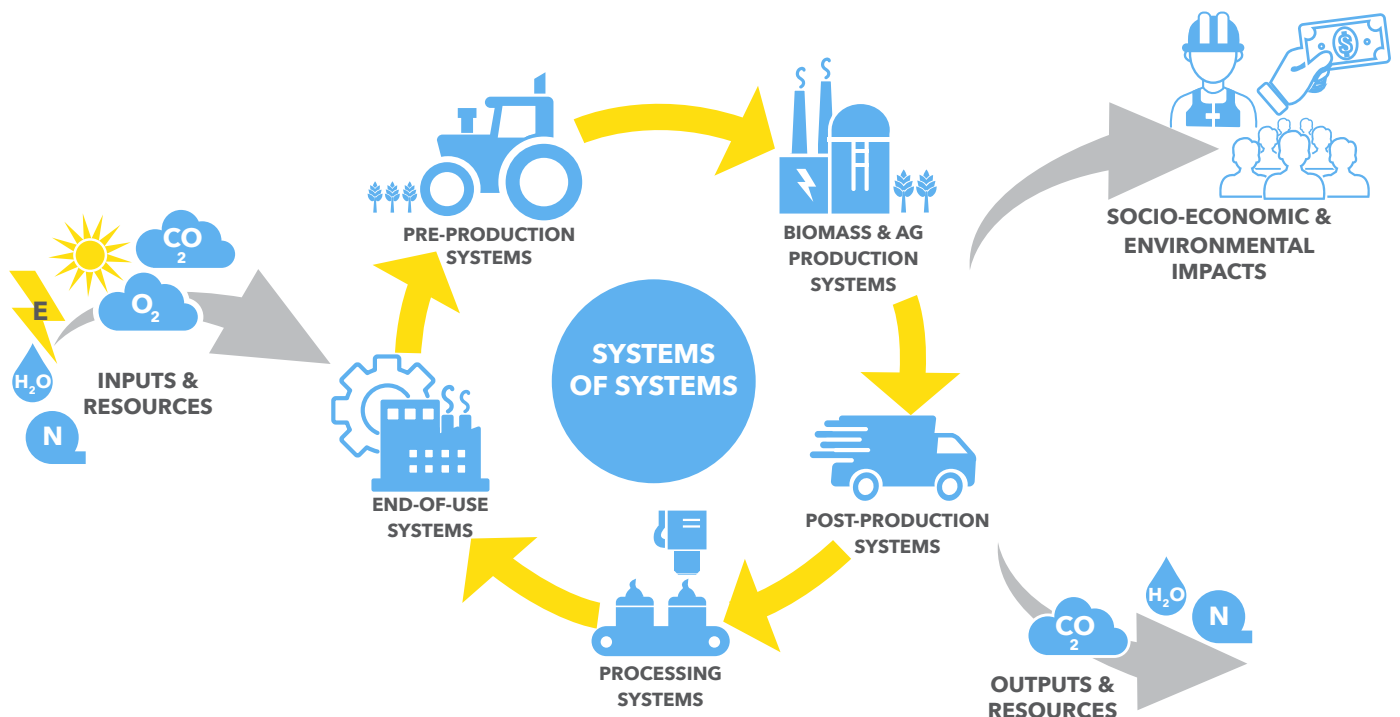 PRE-PRODUCTION
SYSTEMS
BIOMASS & AG
PRODUCTION
SYSTEMS
SOCIO-ECONOMIC &
ENVIRONMENTAL
IMPACTS
$
CO2
O2
E
H2O
N
INPUTS &
RESOURCES
SYSTEMS
OF SYSTEMS
END-OF-USE
SYSTEMS
POST-PRODUCTION
SYSTEMS
PROCESSING
SYSTEMS
H2O
N
CO2
OUTPUTS &
RESOURCES